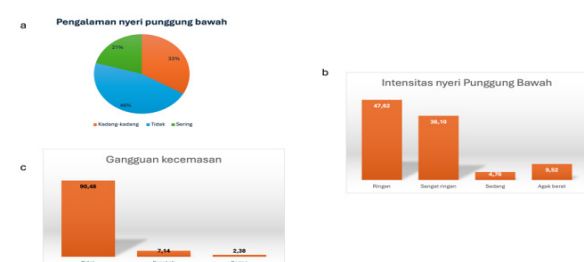 a
Pengalaman nyeri punggung bawah
21%
33%
46%
Kadang-kadang Tidak Sering
b
Intensitas nyeri Punggung Bawah
47,62
38,10
4,76
9,52
Ringan Sangat ringan Sedang Agak berat
c
Gangguan kecemasan
90,48
7,14
2,38